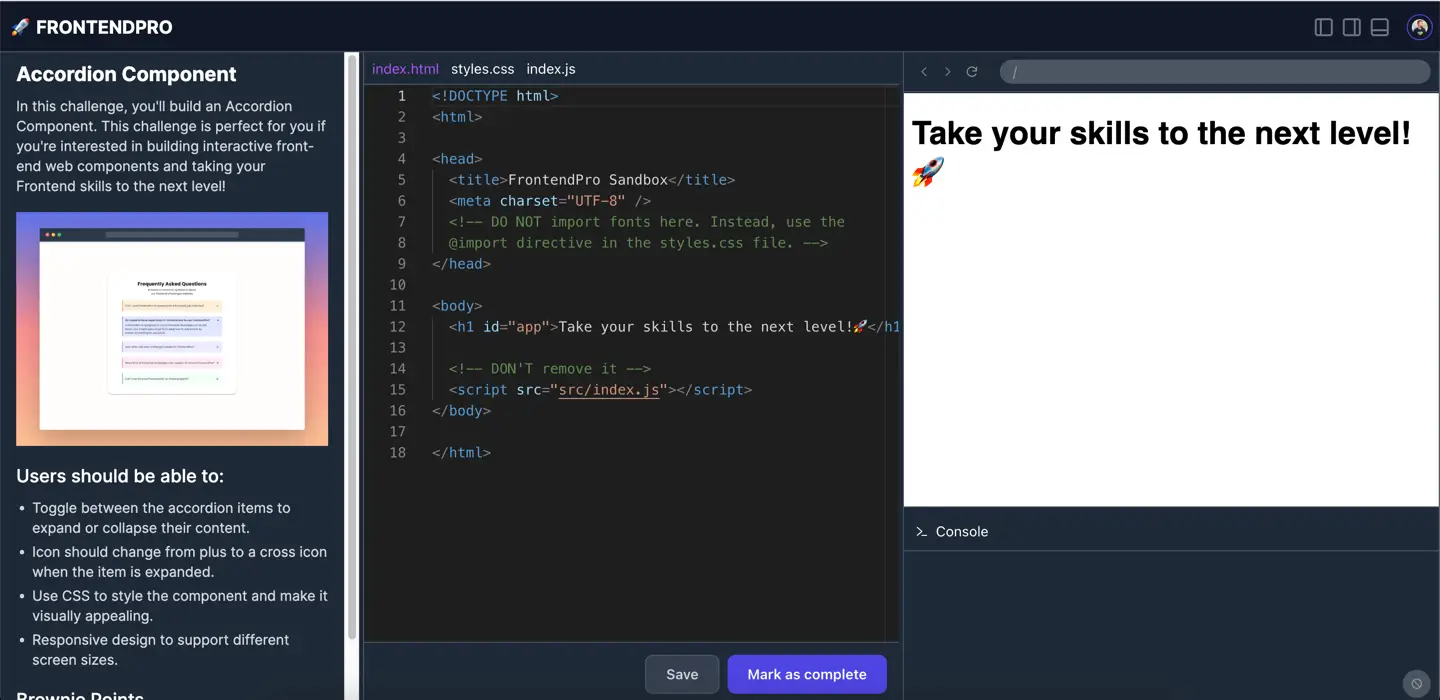 🚀 FRONTENDPRO
Accordion Component
In this challenge, you'll build an Accordion
Component. This challenge is perfect for you if
you're interested in building interactive front-
end web components and taking your
Frontend skills to the next level!
Frequently Asked Questions
Users should be able to:
• Toggle between the accordion items to
expand or collapse their content.
• Icon should change from plus to a cross icon
when the item is expanded.
• Use CSS to style the component and make it
visually appealing.
• Responsive design to support different
screen sizes.
Brownie Points
index.html styles.css index.js
1 <!DOCTYPE html>
2 <html>
3
4 <head>
5 <title>FrontendPro Sandbox</title>
6 <meta charset="UTF-8" />
7 <!-- DO NOT import fonts here. Instead, use the
8 @import directive in the styles.css file. -->
9 </head>
10
11 <body>
12 <h1 id="app">Take your skills to the next level!🚀</h1
13
14 <!-- DON'T remove it -->
15 <script src="src/index.js"></script>
16 </body>
17
18 </html>
Save
Mark as complete
/
Take your skills to the next level!
🚀
Console